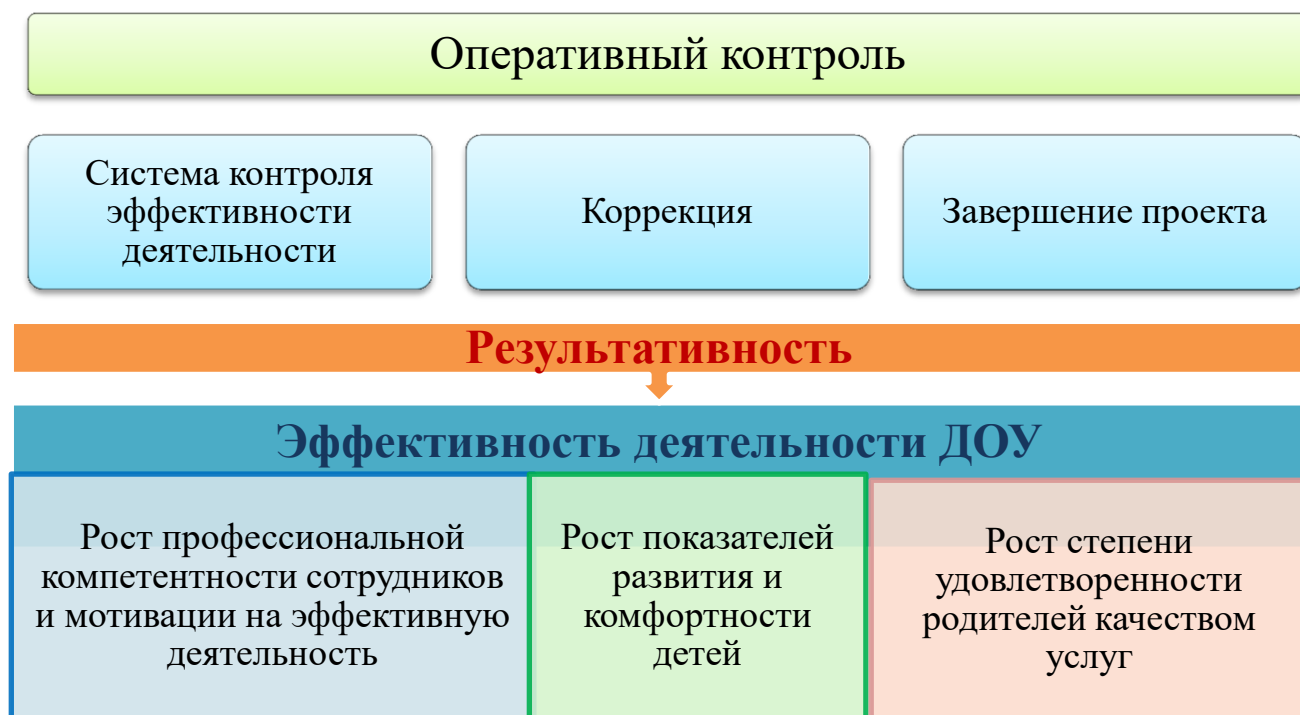 Оперативный контроль
Система контроля
эффективности
деятельности
Коррекция
Завершение проекта
Результативность
Эффективность деятельности ДОУ
Рост профессиональной
компетентности сотрудников
и мотивации на эффективную
деятельность
Рост показателей
развития и
комфортности
детей
Рост степени
удовлетворенности
родителей качеством
услуг